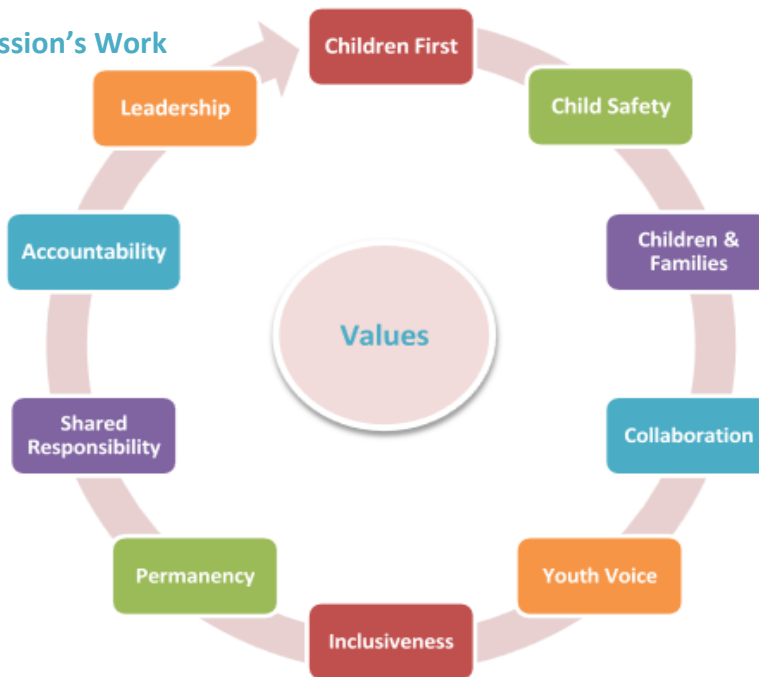 ssion's Work
Children First
Child Safety
Children &
Families
Collaboration
Youth Voice
Inclusiveness
Permanency
Shared
Responsibility
Accountability
Leadership
Values